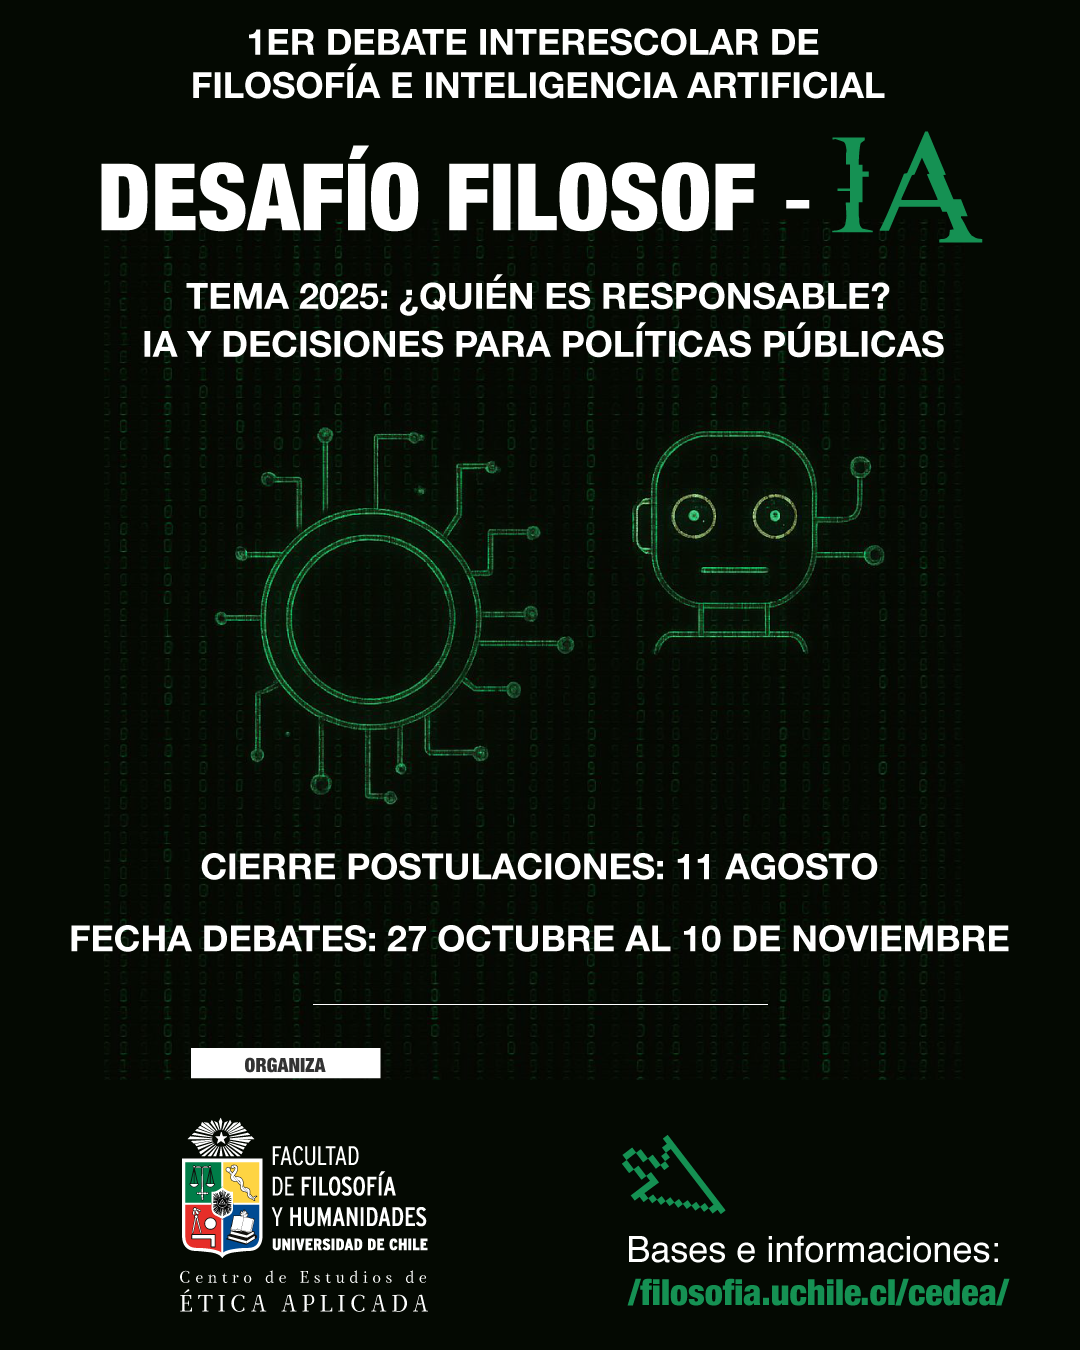 1ER DEBATE INTERESCOLAR DE
FILOSOFÍA E INTELIGENCIA ARTIFICIAL
DESAFÍO FILOSOF - IA
TEMA 2025: ¿QUIÉN ES RESPONSABLE?
IA Y DECISIONES PARA POLÍTICAS PÚBLICAS
CIERRE POSTULACIONES: 11 AGOSTO
FECHA DEBATES: 27 OCTUBRE AL 10 DE NOVIEMBRE
ORGANIZA
FACULTAD
DE FILOSOFÍA
Y HUMANIDADES
UNIVERSIDAD DE CHILE
Centro de Estudios de
ÉTICA APLICADA
Bases e informaciones:
/filosofia.uchile.cl/cedea/